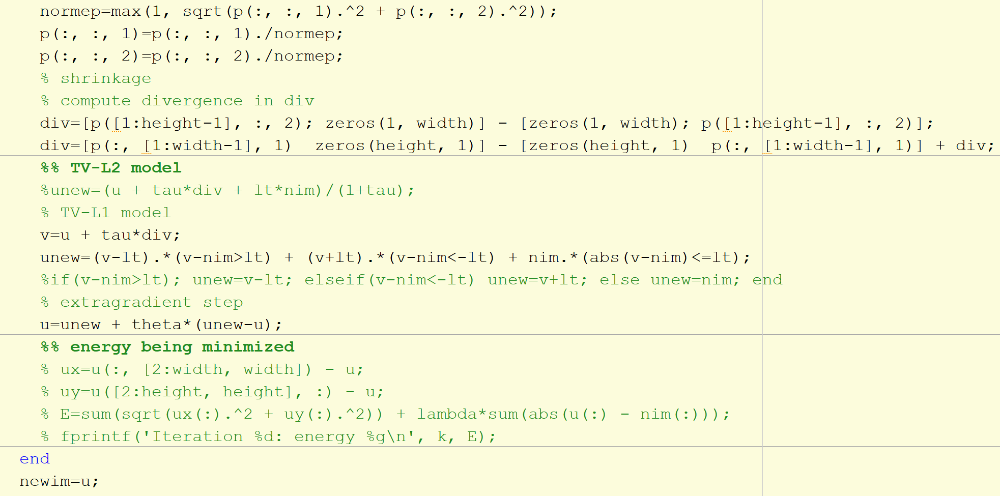 normep=max(1, sqrt(p(:, :, 1).^2 + p(:, :, 2).^2));
p(:, :, 1)=p(:, :, 1)./normep;
p(:, :, 2)=p(:, :, 2)./normep;
% shrinkage
% compute divergence in div
div=[p([1:height-1], :, 2); zeros(1, width)] - [zeros(1, width); p([1:height-1], :, 2)];
div=[p(:, [1:width-1], 1)  zeros(height, 1)] - [zeros(height, 1)  p(:, [1:width-1], 1)] + div;
%% TV-L2 model
%unew=(u + tau*div + lt*nim)/(1+tau);
% TV-L1 model
v=u + tau*div;
unew=(v-lt).*(v-nim>lt) + (v+lt).*(v-nim<-lt) + nim.*(abs(v-nim)<=lt);
%if(v-nim>lt); unew=v-lt; elseif(v-nim<-lt) unew=v+lt; else unew=nim; end
% extragradient step
u=unew + theta*(unew-u);
%% energy being minimized
% ux=u(:, [2:width, width]) - u;
% uy=u([2:height, height], :) - u;
% E=sum(sqrt(ux(:).^2 + uy(:).^2)) + lambda*sum(abs(u(:) - nim(:)));
% fprintf('Iteration %d: energy %g\n', k, E);
end
newim=u;